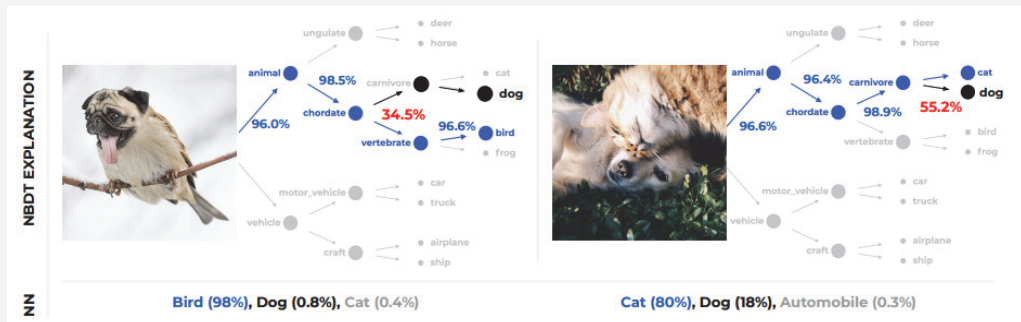 NBDT EXPLANATION
deer
ungulate
horse
animal
98.5%
carnivore
cat
dog
chordate
34.5%
96.0%
96.6%
bird
vertebrate
frog
car
motor_vehicle
truck
vehicle
airplane
craft
ship
deer
ungulate
horse
animal
96.4%
carnivore
cat
dog
chordate
98.9%
55.2%
96.6%
bird
vertebrate
frog
car
motor_vehicle
truck
vehicle
airplane
craft
ship
NN
Bird (98%), Dog (0.8%), Cat (0.4%)
Cat (80%), Dog (18%), Automobile (0.3%)